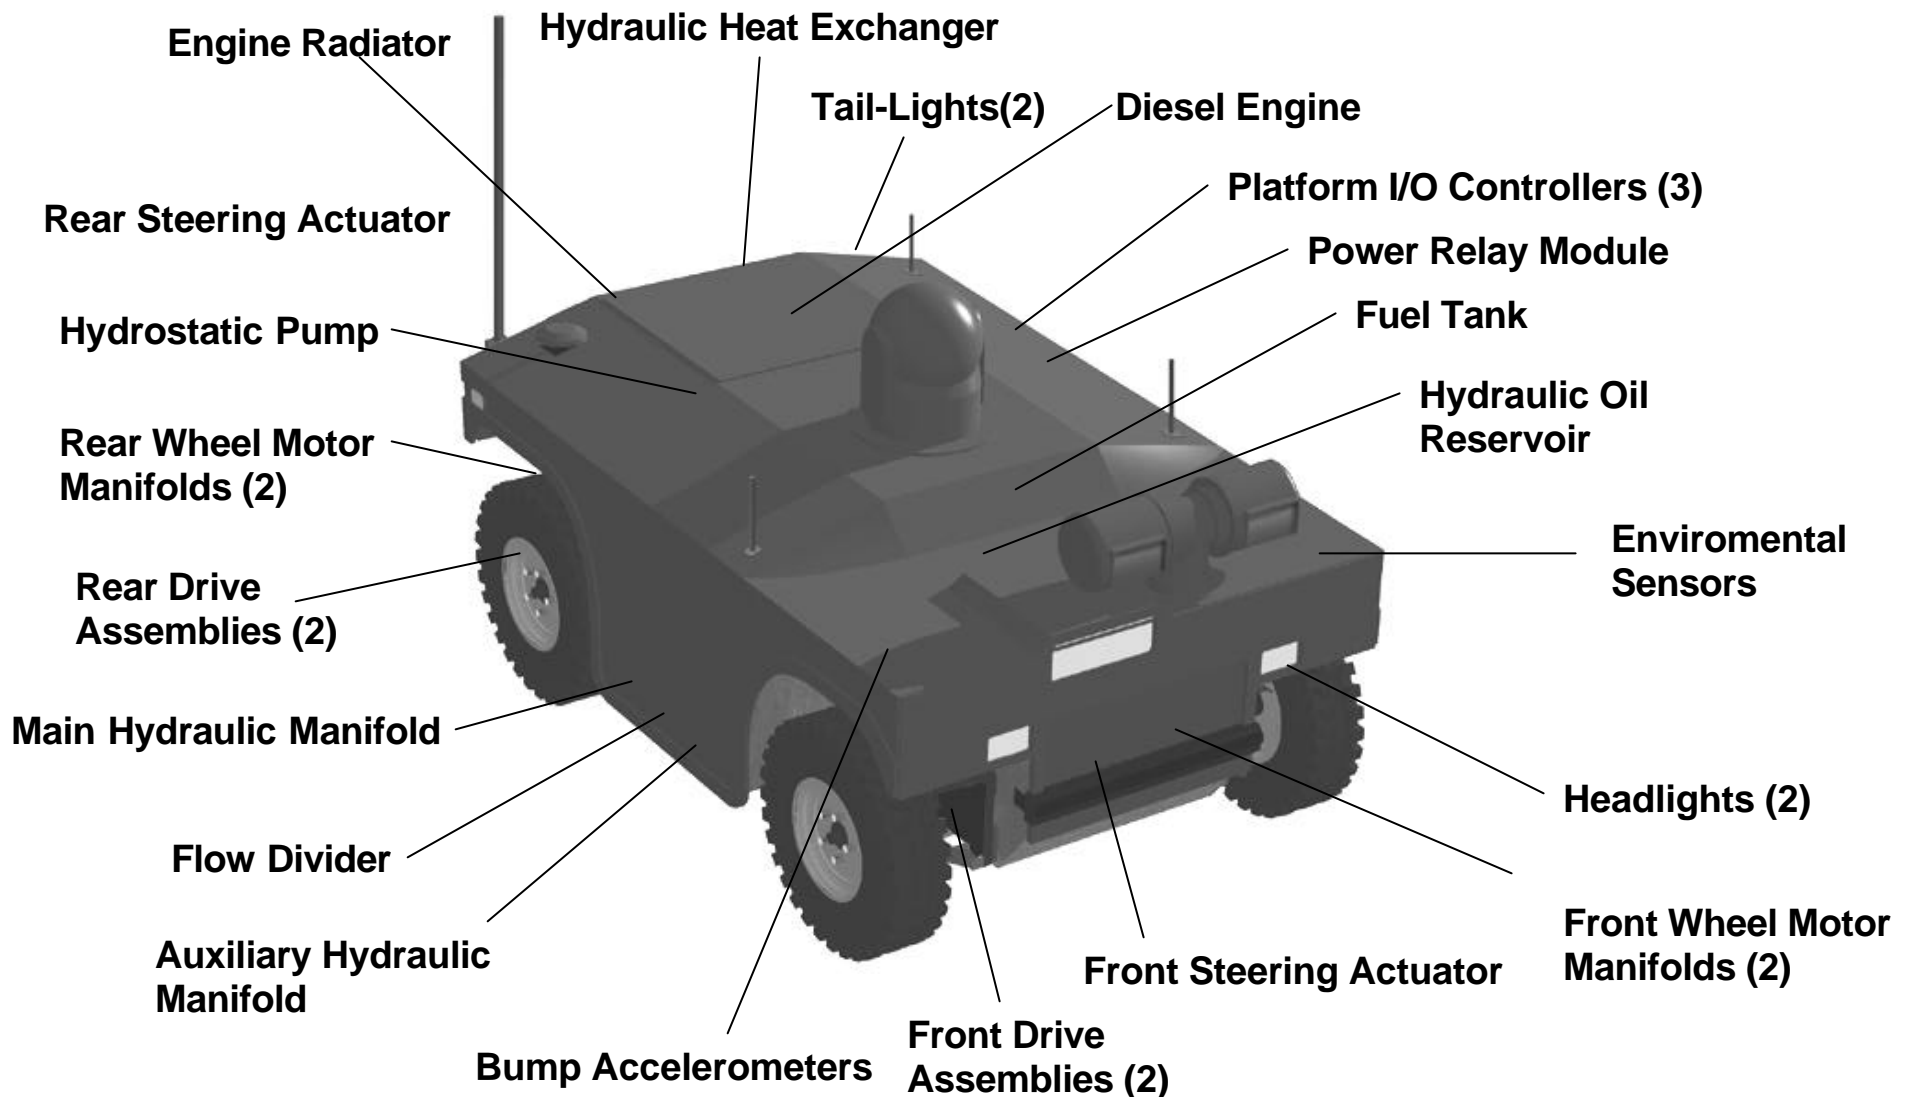 Engine Radiator
Hydraulic Heat Exchanger
Tail-Lights(2)
Diesel Engine
Platform I/O Controllers (3)
Rear Steering Actuator
Power Relay Module
Hydrostatic Pump
Fuel Tank
Hydraulic Oil
Reservoir
Rear Wheel Motor
Manifolds (2)
Enviromental
Sensors
Rear Drive
Assemblies (2)
Main Hydraulic Manifold
Headlights (2)
Flow Divider
Front Wheel Motor
Manifolds (2)
Auxiliary Hydraulic
Manifold
Front Steering Actuator
Bump Accelerometers
Front Drive
Assemblies (2)